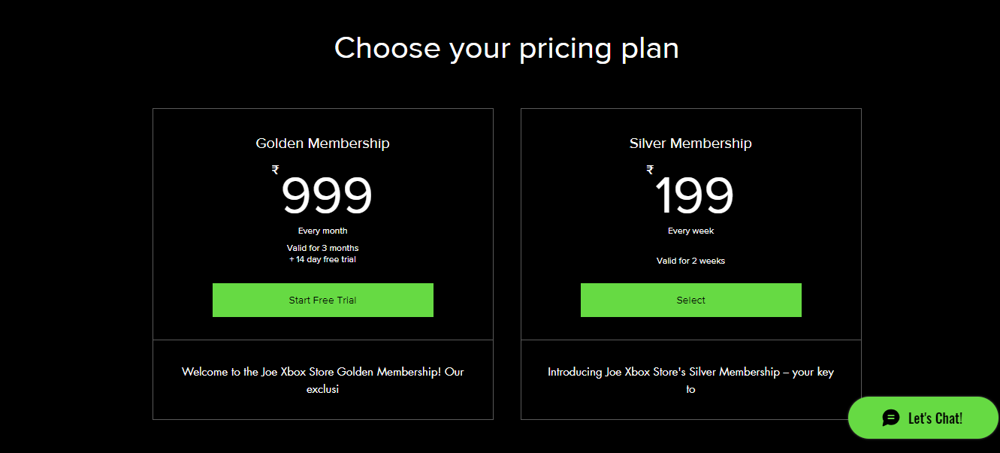 Choose your pricing plan
Golden Membership
₹
999
Every month
Valid for 3 months
+ 14 day free trial
Start Free Trial
Welcome to the Joe Xbox Store Golden Membership! Our
exclusi
Silver Membership
₹
199
Every week
Valid for 2 weeks
Select
Introducing Joe Xbox Store's Silver Membership – your key
to
Let's Chat!